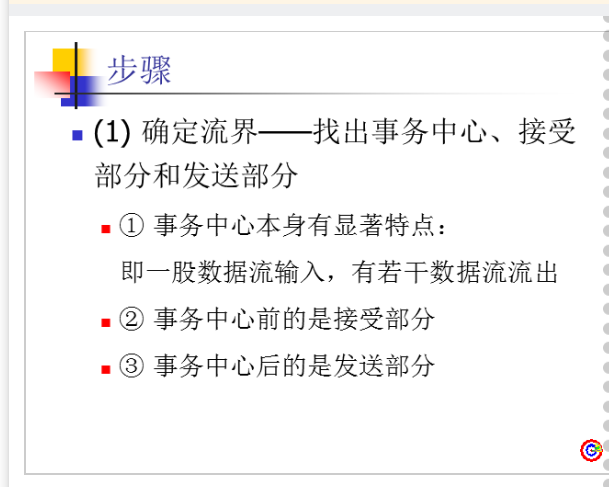 步骤
(1) 确定流界——找出事务中心、接受
部分和发送部分
① 事务中心本身有显著特点：
即一股数据流输入，有若干数据流流出
② 事务中心前的是接受部分
③ 事务中心后的是发送部分